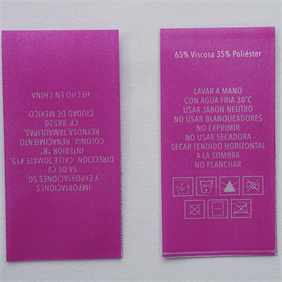 IMPORTACIONES
Y EXPORTACIONES SG
SA DE CV
DIRECCION: CALLE TOMATE #15,
INTERIOR "B"
COLONIA RENACIMIENTO
REYNOSA TAMAULIPAS,
CP-88520
CIUDAD DE MEXICO
HECHO EN CHINA
65% Viscosa 35% Poliéster
LAVAR A MANO
CON AGUA FRIA 30°C
USAR JABON NEUTRO
NO USAR BLANQUEADORES
NO EXPRIMIR
NO USAR SECADORA
SECAR TENDIDO HORIZONTAL
A LA SOMBRA
NO PLANCHAR